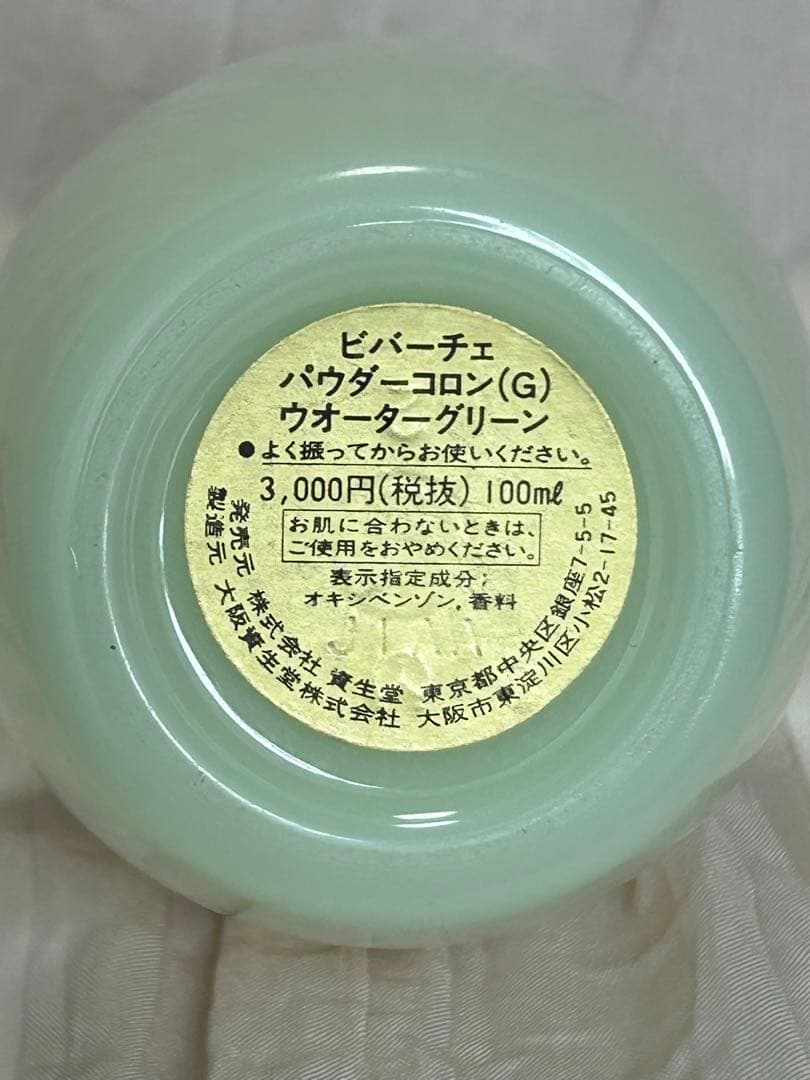 ビバーチェ
パウダーコロン(G)
ウオーターグリーン
●よく振ってからお使いください。
3,000円(税抜) 100ml
お肌に合わないときは、
ご使用をおやめください。
表示指定成分:
オキシベンゾン,香料
発売元 株式会社 資生堂 東京都中央区銀座7-5-5
製造元 大阪資生堂株式会社 大阪市東淀川区小松2-17-45